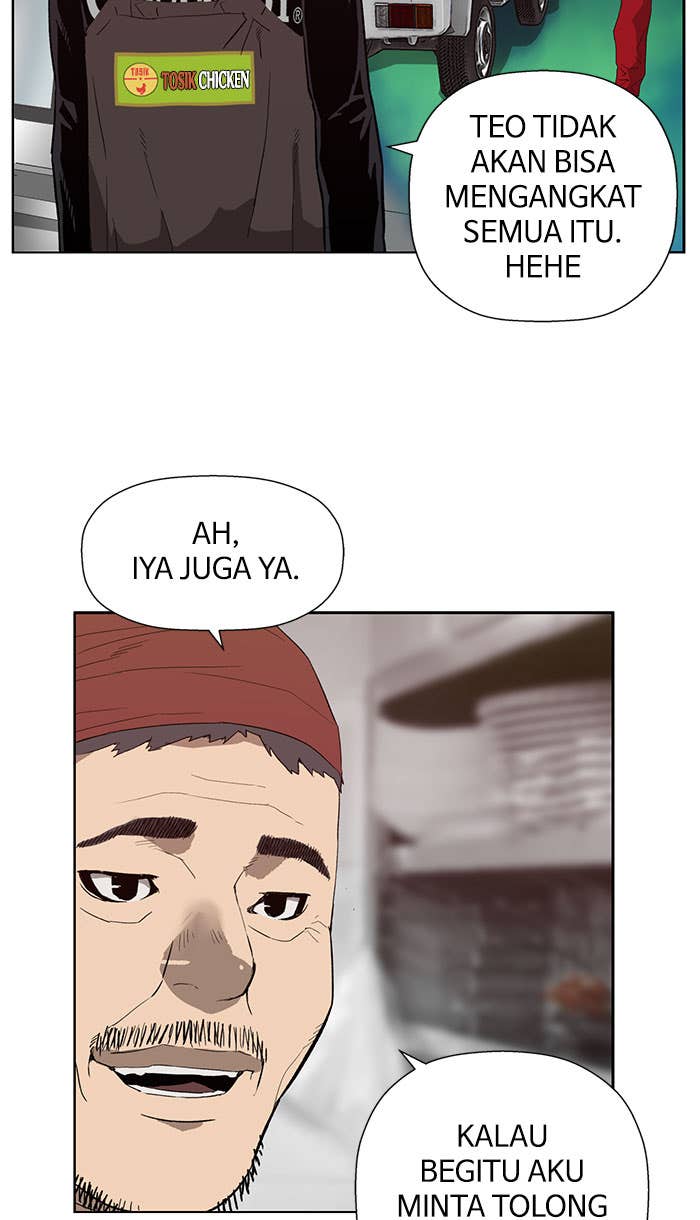 ®
TOSIK
TOSIK CHICKEN
TEO TIDAK
AKAN BISA
MENGANGKAT
SEMUA ITU.
HEHE
AH,
IYA JUGA YA.
KALAU
BEGITU AKU
MINTA TOLONG